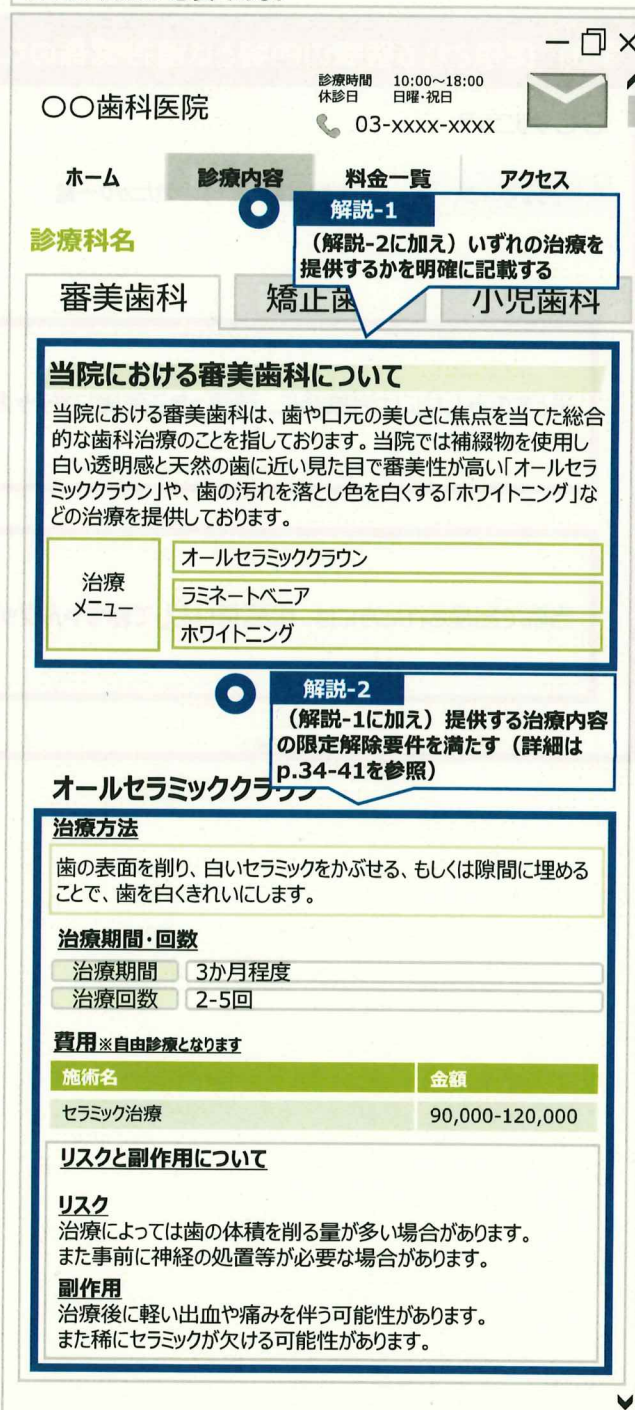 診療時間 10:00～18:00
休診日 日曜・祝日
〇〇歯科医院
03-xxxx-xxxx
ホーム 診療内容 料金一覧 アクセス
解説-1
（解説-2に加え）いずれの治療を
提供するかを明確に記載する
診療科名
審美歯科 矯正歯 小児歯科
当院における審美歯科について
当院における審美歯科は、歯や口元の美しさに焦点を当てた総合
的な歯科治療のことを指しております。当院では補綴物を使用し
白い透明感と天然の歯に近い見た目で審美性が高い「オールセラ
ミッククラウン」や、歯の汚れを落とし色を白くする「ホワイトニング」な
どの治療を提供しております。
治療
メニュー
オールセラミッククラウン
ラミネートベニア
ホワイトニング
解説-2
（解説-1に加え）提供する治療内容
の限定解除要件を満たす（詳細は
p.34-41を参照）
オールセラミッククラウン
治療方法
歯の表面を削り、白いセラミックをかぶせる、もしくは隙間に埋める
ことで、歯を白くきれいにします。
治療期間・回数
治療期間 3か月程度
治療回数 2-5回
費用※自由診療となります
施術名 金額
セラミック治療 90,000-120,000
リスクと副作用について
リスク
治療によっては歯の体積を削る量が多い場合があります。
また事前に神経の処置等が必要な場合があります。
副作用
治療後に軽い出血や痛みを伴う可能性があります。
また稀にセラミックが欠ける可能性があります。